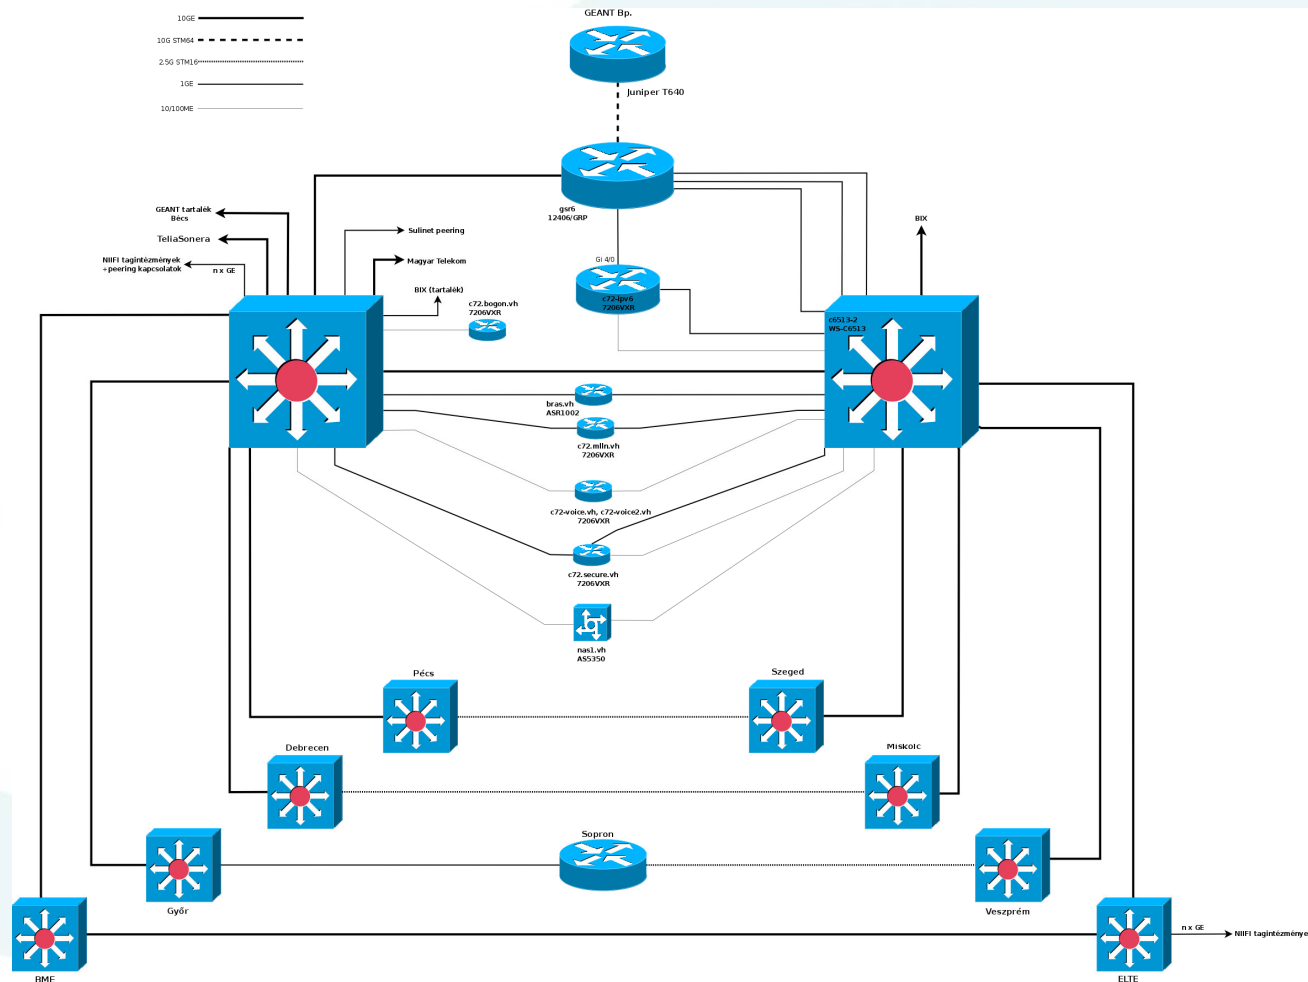 GEANT Bp.
10GE
10G STM64
2.5G STM16
1GE
10/100ME
Juniper T640
gsr6
12406/GRP
GEANT tartalék
Bécs
TeliaSonera
NIIFI tagintézmények
+peering kapcsolatok
n x GE
Sulinet peering
Magyar Telekom
BIX (tartalék)
BIX
GI 4/0
c72-ipv6
7206VXR
c72.bogon.vh
7206VXR
c6513-2
WS-C6513
bras.vh
ASR1002
c72.mlln.vh
7206VXR
c72-voice.vh, c72-voice2.vh
7206VXR
c72.secure.vh
7206VXR
nas1.vh
AS5350
Pécs
Szeged
Debrecen
Miskolc
Sopron
Győr
Veszprém
n x GE
NIIFI tagintézménye
BME
ELTE